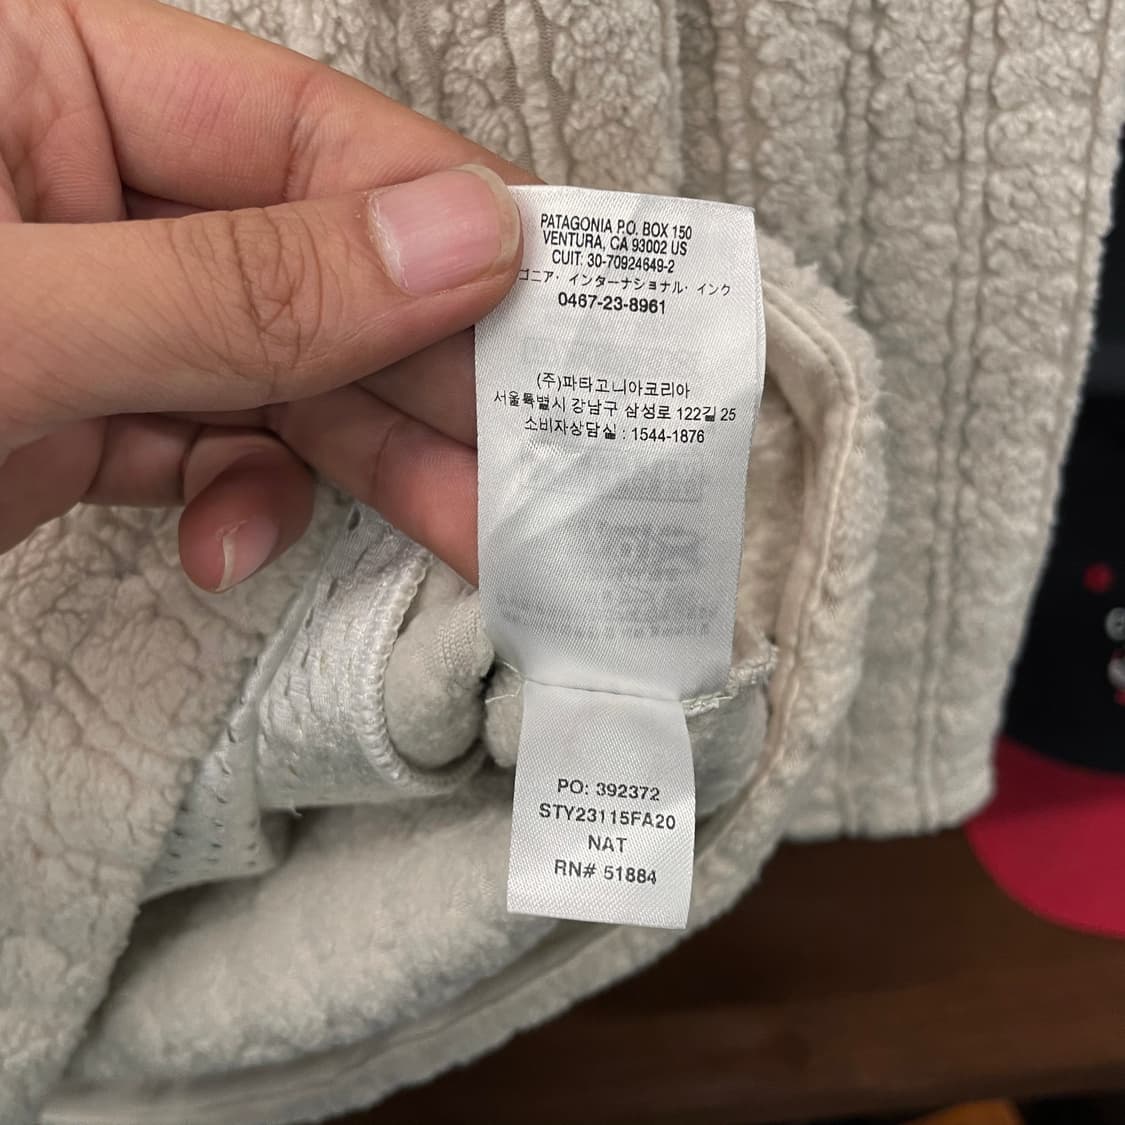 PATAGONIA P.O. BOX 150
VENTURA, CA 93002 US
CUIT: 30-70924649-2
ゴニア・インターナショナル・インク
0467-23-8961
(주)파타고니아코리아
서울특별시 강남구 삼성로 122길 25
소비자상담실 : 1544-1876
PO: 392372
STY23115FA20
NAT
RN# 51884